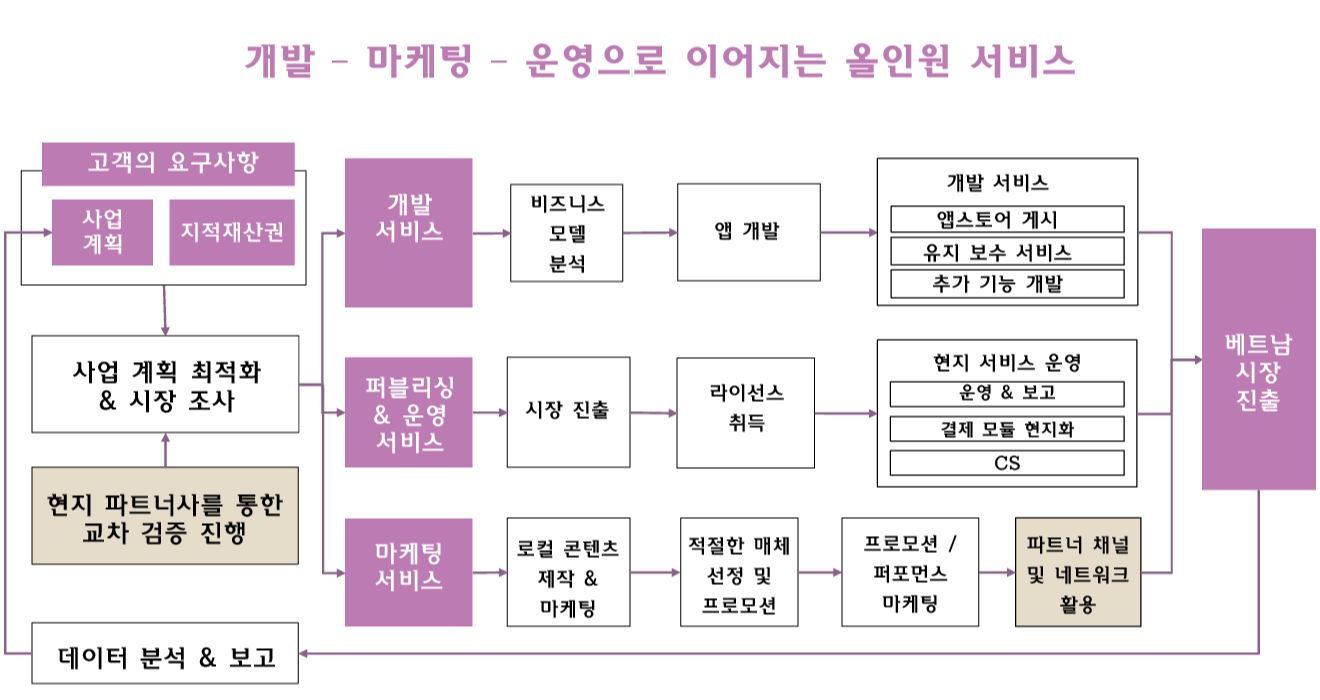 개발 – 마케팅 – 운영으로 이어지는 올인원 서비스
고객의 요구사항
사업
계획
지적재산권
사업 계획 최적화
& 시장 조사
현지 파트너사를 통한
교차 검증 진행
데이터 분석 & 보고
개발
서비스
비즈니스
모델
분석
앱 개발
개발 서비스
앱스토어 게시
유지 보수 서비스
추가 기능 개발
퍼블리싱
& 운영
서비스
시장 진출
라이선스
취득
현지 서비스 운영
운영 & 보고
결제 모듈 현지화
CS
마케팅
서비스
로컬 콘텐츠
제작 &
마케팅
적절한 매체
선정 및
프로모션
프로모션 /
퍼포먼스
마케팅
파트너 채널
및 네트워크
활용
베트남
시장
진출